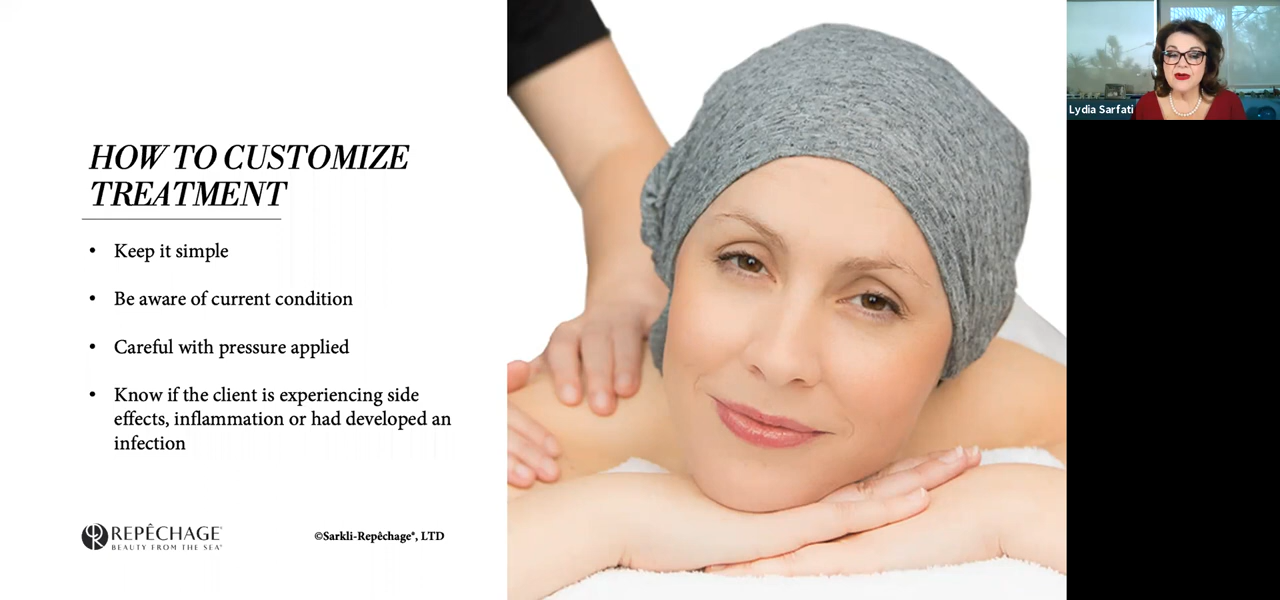 HOW TO CUSTOMIZE
TREATMENT
• Keep it simple
• Be aware of current condition
• Careful with pressure applied
• Know if the client is experiencing side
effects, inflammation or had developed an
infection
REPÊCHAGE®
BEAUTY FROM THE SEA®
©Sarkli-Repêchage®, LTD
Lydia Sarfati